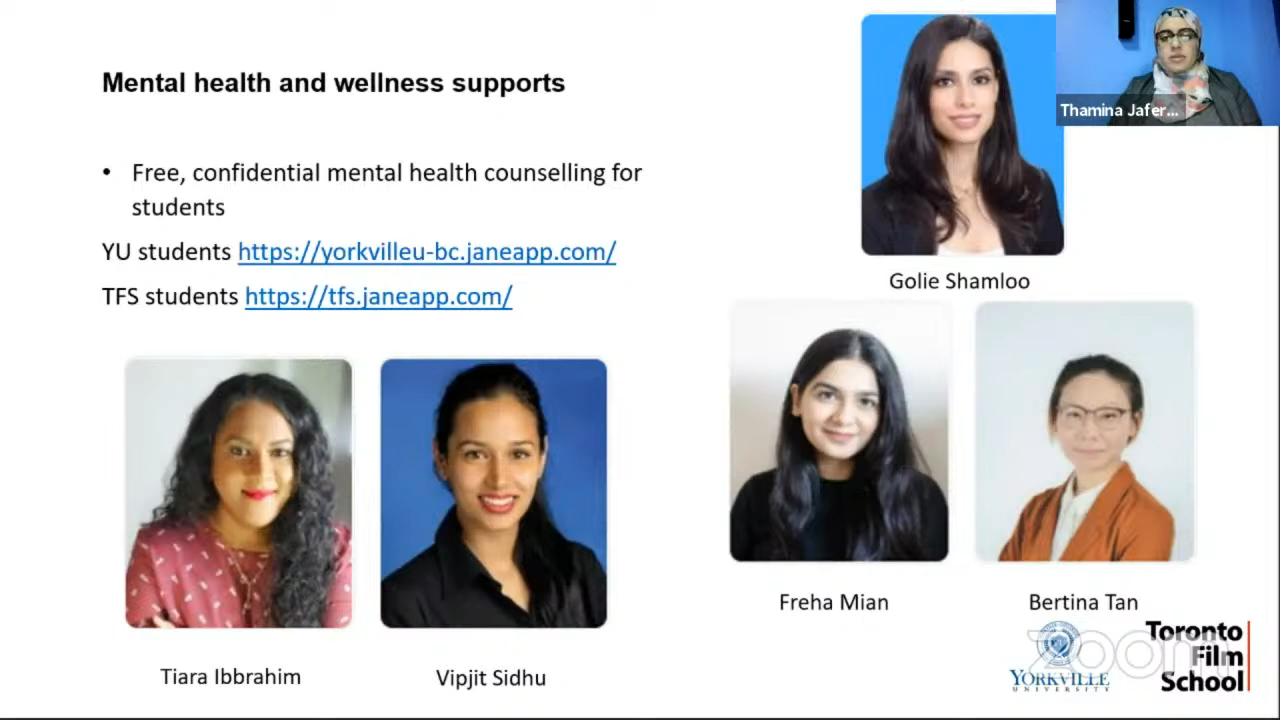 Mental health and wellness supports
Thamina Jafer...
• Free, confidential mental health counselling for
students
YU students https://yorkvilleu-bc.janeapp.com/
TFS students https://tfs.janeapp.com/
Golie Shamloo
Freha Mian
Bertina Tan
Tiara Ibbrahim
Vipjit Sidhu
YORKVILLE
UNIVERSITY
zoom
Toronto
Film
School